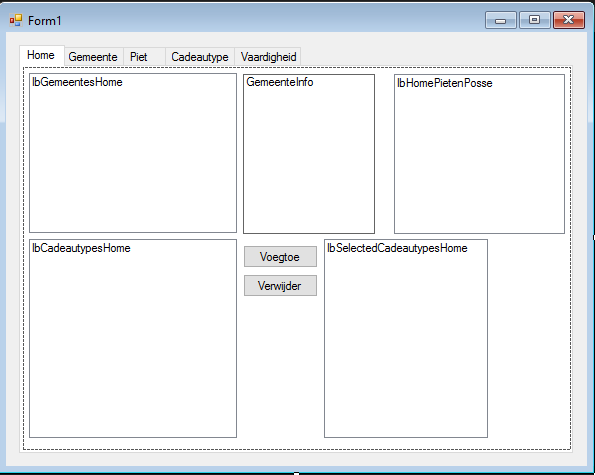 Form1
Home Gemeente Piet Cadeautype Vaardigheid
lbGemeentesHome
GemeenteInfo
lbHomePietenPosse
lbCadeautypesHome
Voegtoe
Verwijder
lbSelectedCadeautypesHome